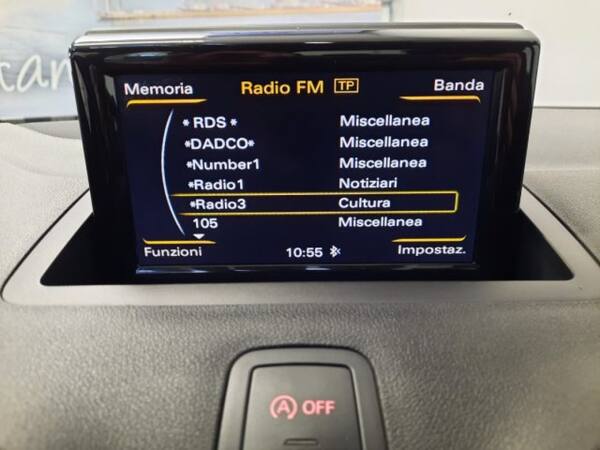 Memoria Radio FM TP Banda
* RDS * Miscellanea
*DADCO* Miscellanea
*Number1 Miscellanea
*Radio1 Notiziari
*Radio3 Cultura
105 Miscellanea
Funzioni 10:55 Impostaz.
A OFF